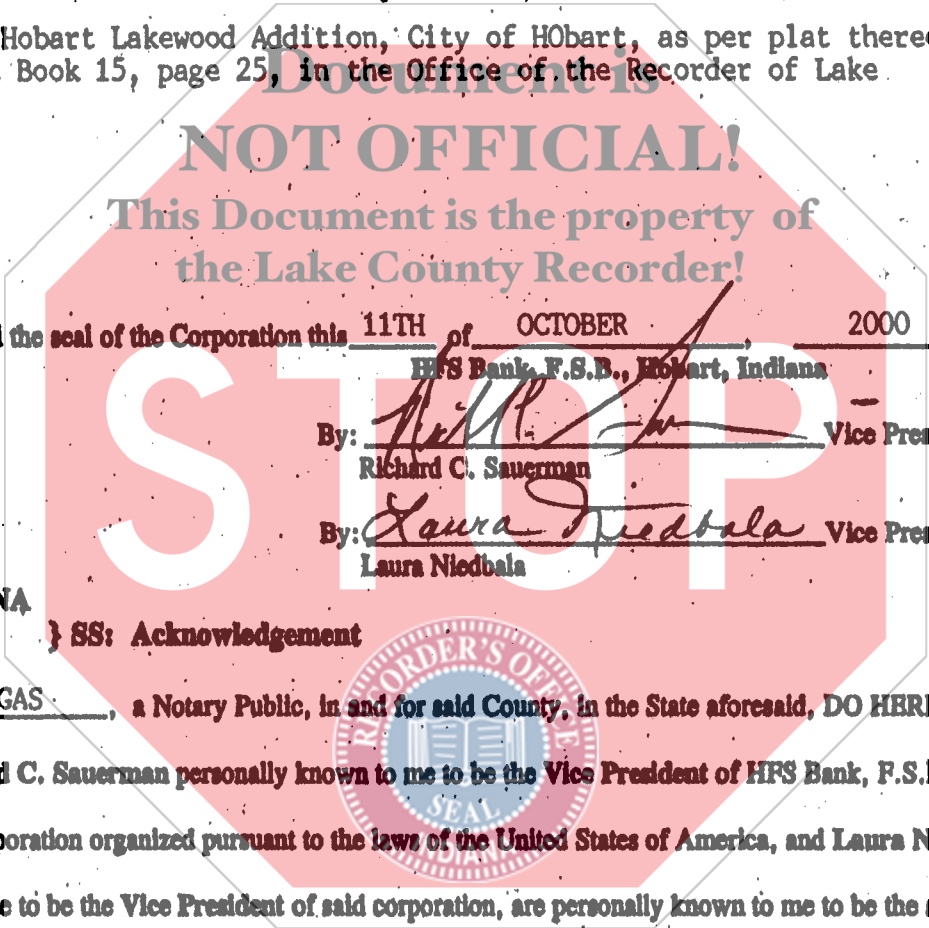 Hobart Lakewood Addition, City of HObart, as per plat there
Book 15, page 25, in the Office of the Recorder of Lake
Document is
NOT OFFICIAL!
This Document is the property of
the Lake County Recorder!
the seal of the Corporation this 11TH of OCTOBER, 2000
HFS Bank, F.S.B., Hobart, Indiana
STOP
By: Vice Pres
Richard C. Sauerman
By: Laura Niedbala Vice Pres
Laura Niedbala
NA
} SS: Acknowledgement
GAS, a Notary Public, in and for said County, in the State aforesaid, DO HERE
d C. Sauerman personally known to me to be the Vice President of HFS Bank, F.S.
oration organized pursuant to the laws of the United States of America, and Laura N
e to be the Vice President of said corporation, are personally known to me to be the
RECORDER'S OFFICE
SEAL
INDIANA